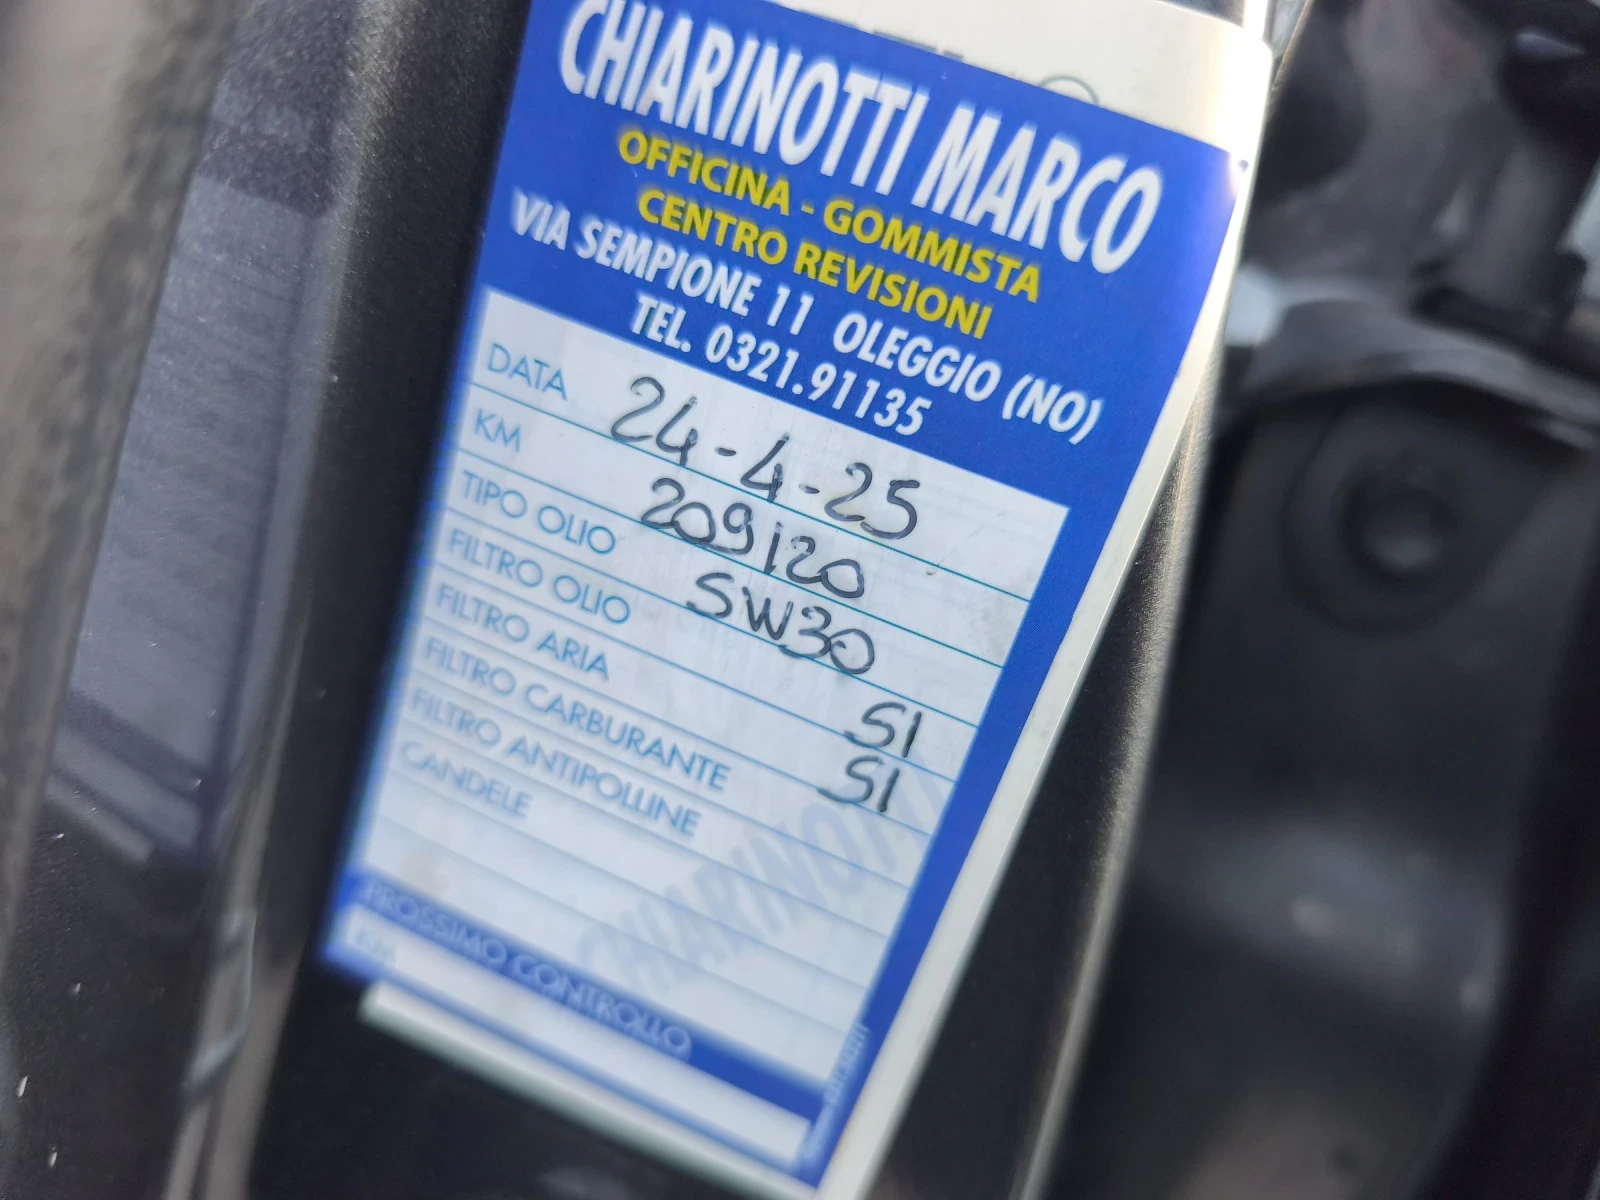 CHIARINOTTI MARCO
OFFICINA - GOMMISTA
CENTRO REVISIONI
VIA SEMPIONE 11 OLEGGIO (NO)
TEL. 0321.91135
DATA 24-4-25
KM 209120
TIPO OLIO 5W30
FILTRO OLIO SI
FILTRO ARIA SI
FILTRO CARBURANTE
FILTRO ANTIPOLLINE
CANDELE
CHIARINOTTI
PROSSIMO CONTROLLO
KM